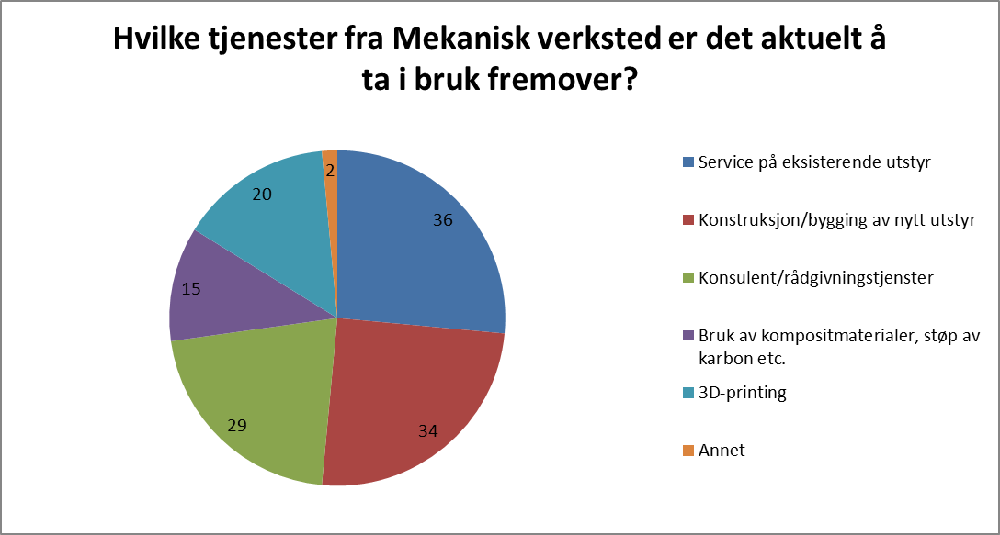 Hvilke tjenester fra Mekanisk verksted er det aktuelt å
ta i bruk fremover?
36
34
29
15
20
2
Service på eksisterende utstyr
Konstruksjon/bygging av nytt utstyr
Konsulent/rådgivningstjenster
Bruk av kompositmaterialer, støp av
karbon etc.
3D-printing
Annet